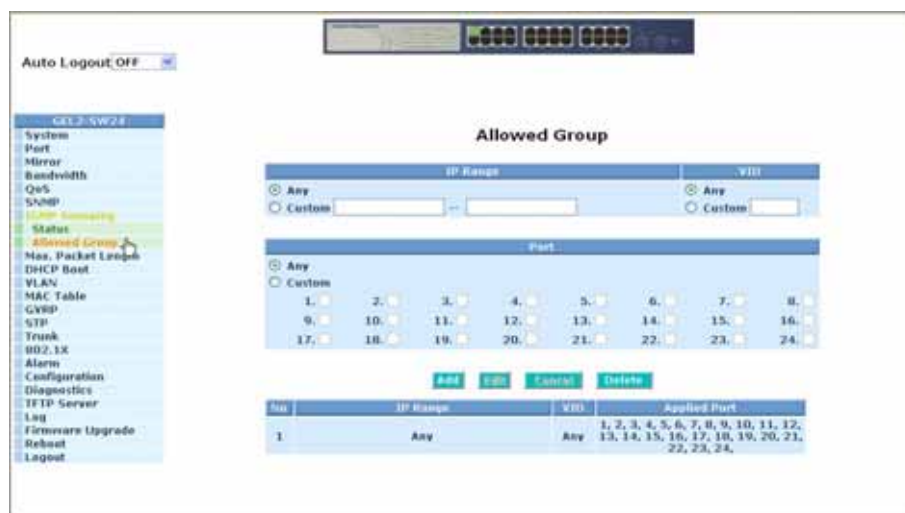 Auto Logout OFF
GEL2-SW24
System
Port
Mirror
Bandwidth
QoS
SNMP
IGMP Snooping
Status
Allowed Group
Max. Packet Length
DHCP Boot
VLAN
MAC Table
GVRP
STP
Trunk
802.1X
Alarm
Configuration
Diagnostics
TFTP Server
Log
Firmware Upgrade
Reboot
Logout
Allowed Group
IP Range VID
Any Any
Custom -- Custom
Port
Any
Custom
1. 2. 3. 4. 5. 6. 7. 8.
9. 10. 11. 12. 13. 14. 15. 16.
17. 18. 19. 20. 21. 22. 23. 24.
Add Edit Cancel Delete
No IP Range VID Applied Port
1 Any Any 1, 2, 3, 4, 5, 6, 7, 8, 9, 10, 11, 12,
13, 14, 15, 16, 17, 18, 19, 20, 21,
22, 23, 24,